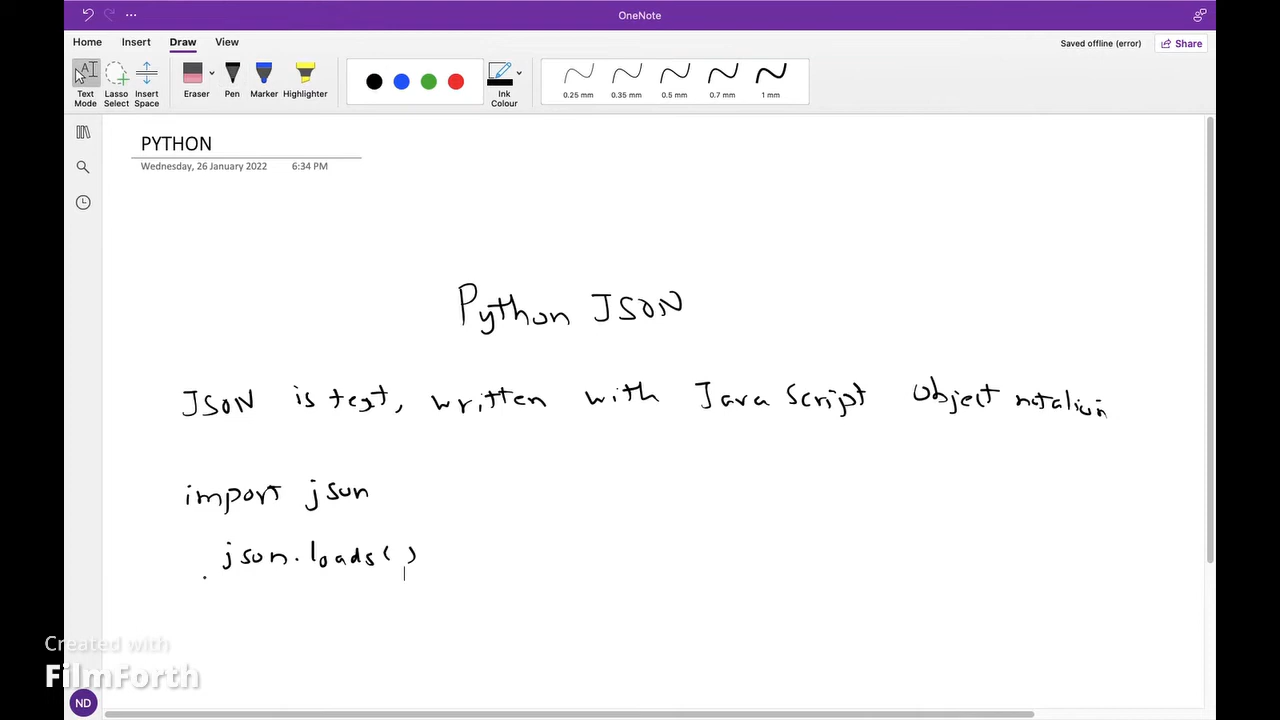 OneNote
Home Insert Draw View
Saved offline (error) Share
Text Mode
Lasso Select
Insert Space
Eraser
Pen
Marker
Highlighter
Ink Colour
0.25 mm 0.35 mm 0.5 mm 0.7 mm 1 mm
PYTHON
Wednesday, 26 January 2022 6:34 PM
Python JSON
JSON is text, written with JavaScript object notation
import json
json.loads( )
Created with
FilmForth
ND